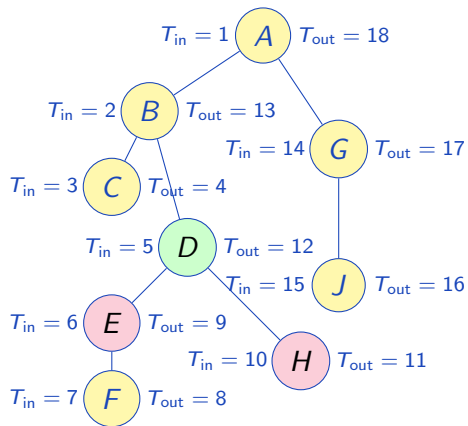 T_in = 1 A T_out = 18
T_in = 2 B T_out = 13
T_in = 14 G T_out = 17
T_in = 3 C T_out = 4
T_in = 5 D T_out = 12
T_in = 15 J T_out = 16
T_in = 6 E T_out = 9
T_in = 10 H T_out = 11
T_in = 7 F T_out = 8